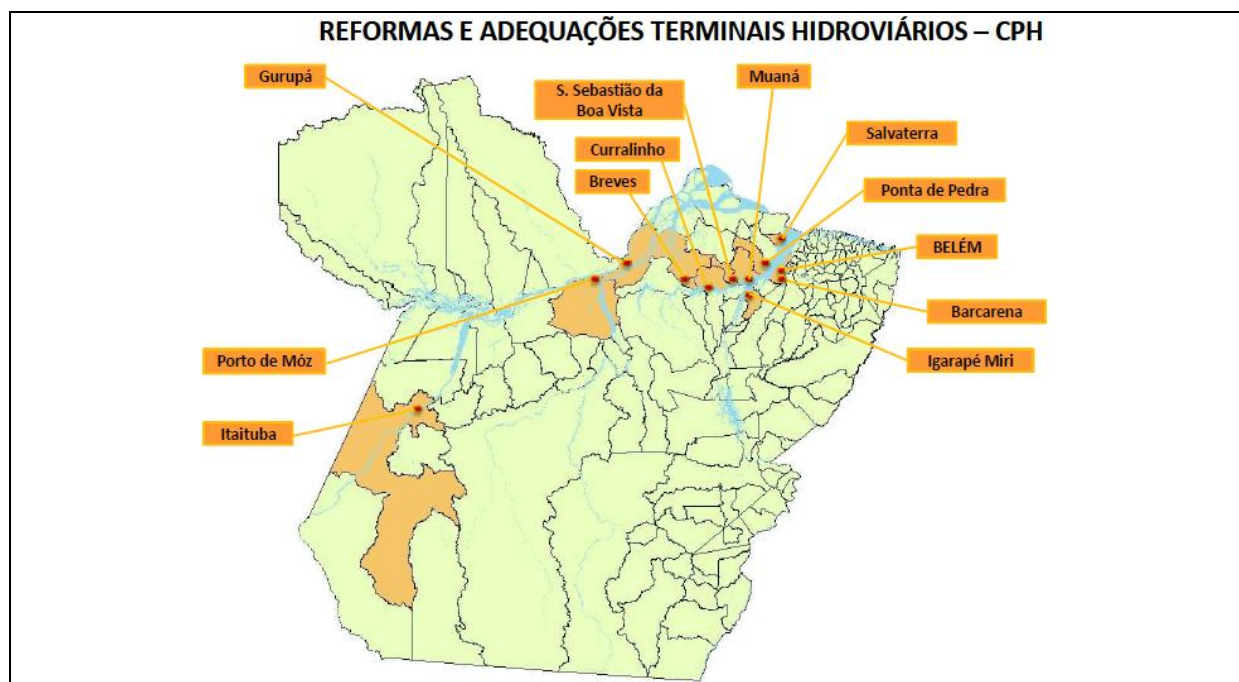 REFORMAS E ADEQUAÇÕES TERMINAIS HIDROVIÁRIOS – CPH
Gurupá
S. Sebastião da
Boa Vista
Muaná
Curralinho
Salvaterra
Breves
Ponta de Pedra
BELÉM
Barcarena
Porto de Móz
Igarapé Miri
Itaituba